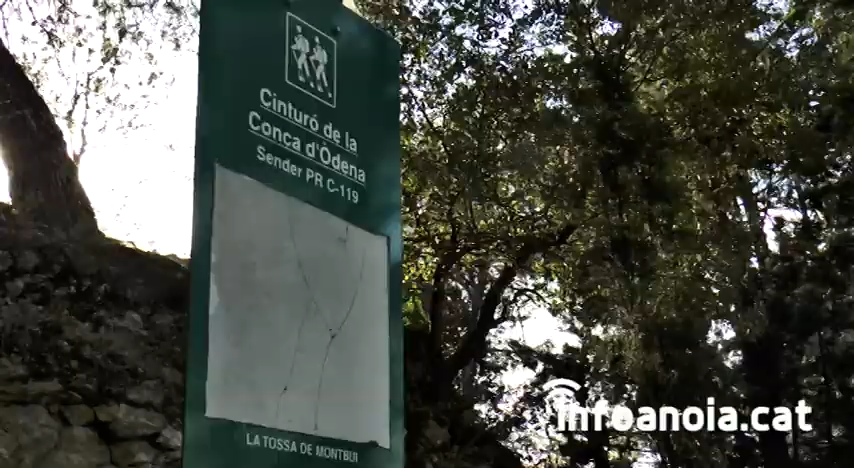 Cinturó de la
Conca d'Òdena
Sender PR C-119
LA TOSSA DE MONTBUI
infoanoia.cat